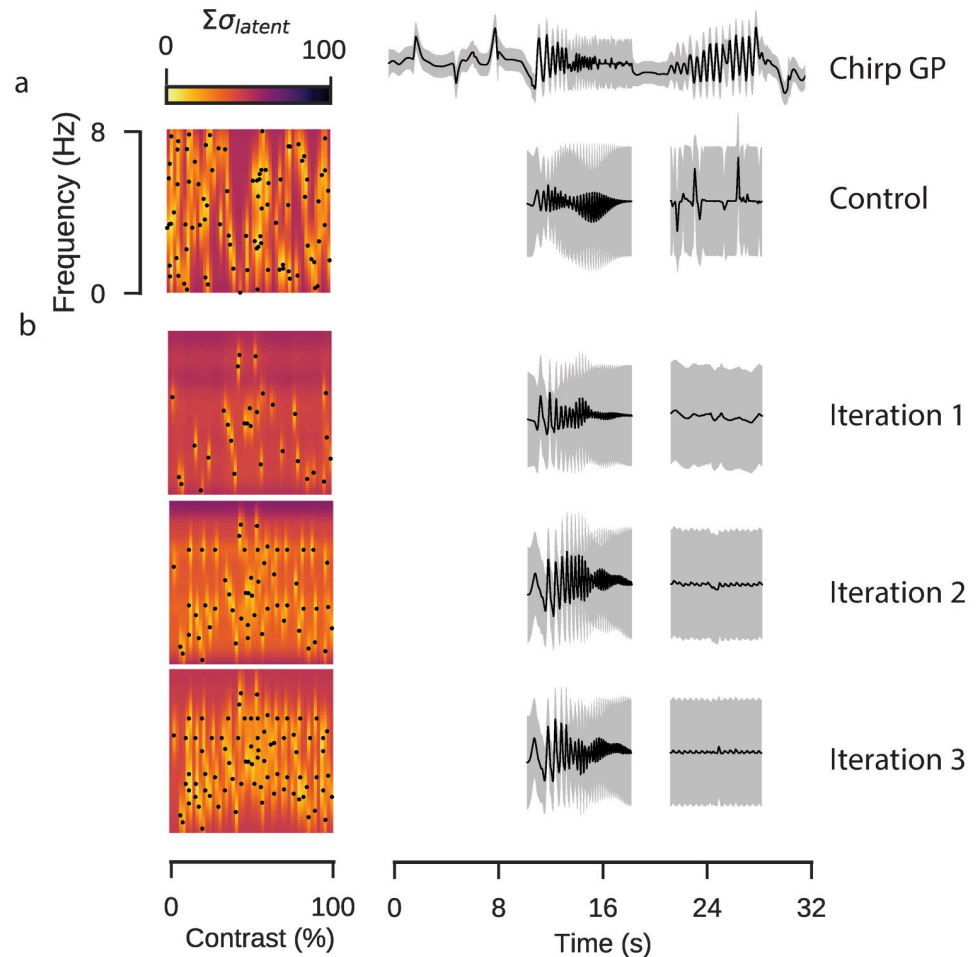 Σσlatent
0 100
a
Chirp GP
8
Frequency (Hz)
0
Control
b
Iteration 1
Iteration 2
Iteration 3
0 100
Contrast (%)
0 8 16 24 32
Time (s)